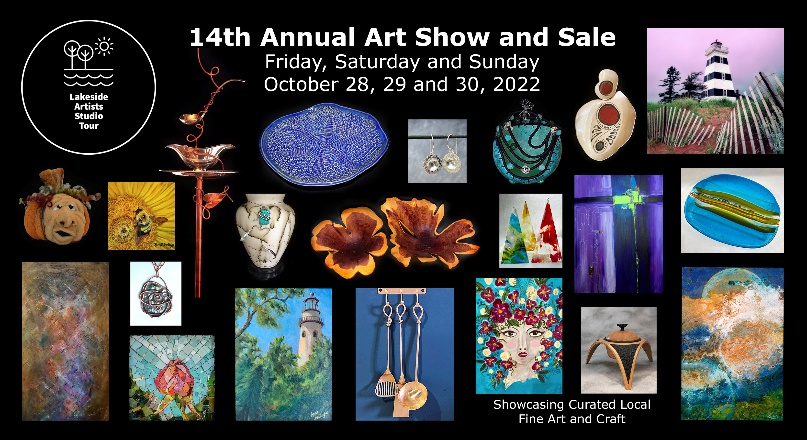 Lakeside
Artists
Studio
Tour
14th Annual Art Show and Sale
Friday, Saturday and Sunday
October 28, 29 and 30, 2022
Showcasing Curated Local
Fine Art and Craft